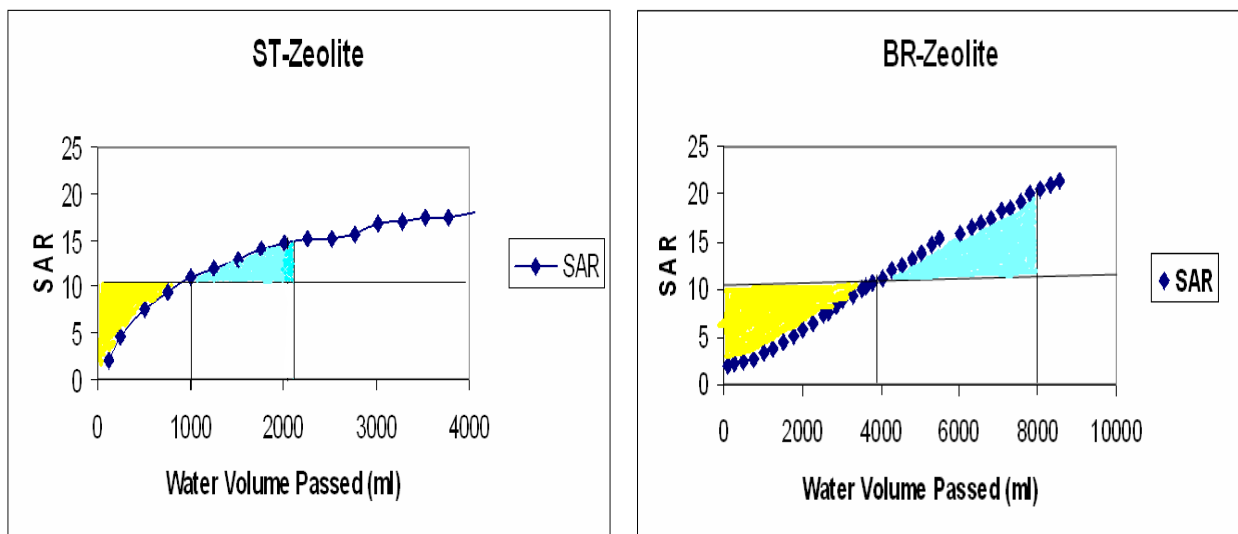 ST-Zeolite
25
20
15
10
5
0
SAR
0 1000 2000 3000 4000
Water Volume Passed (ml)
SAR
BR-Zeolite
25
20
15
10
5
0
SAR
0 2000 4000 6000 8000 10000
Water Volume Passed (ml)
SAR